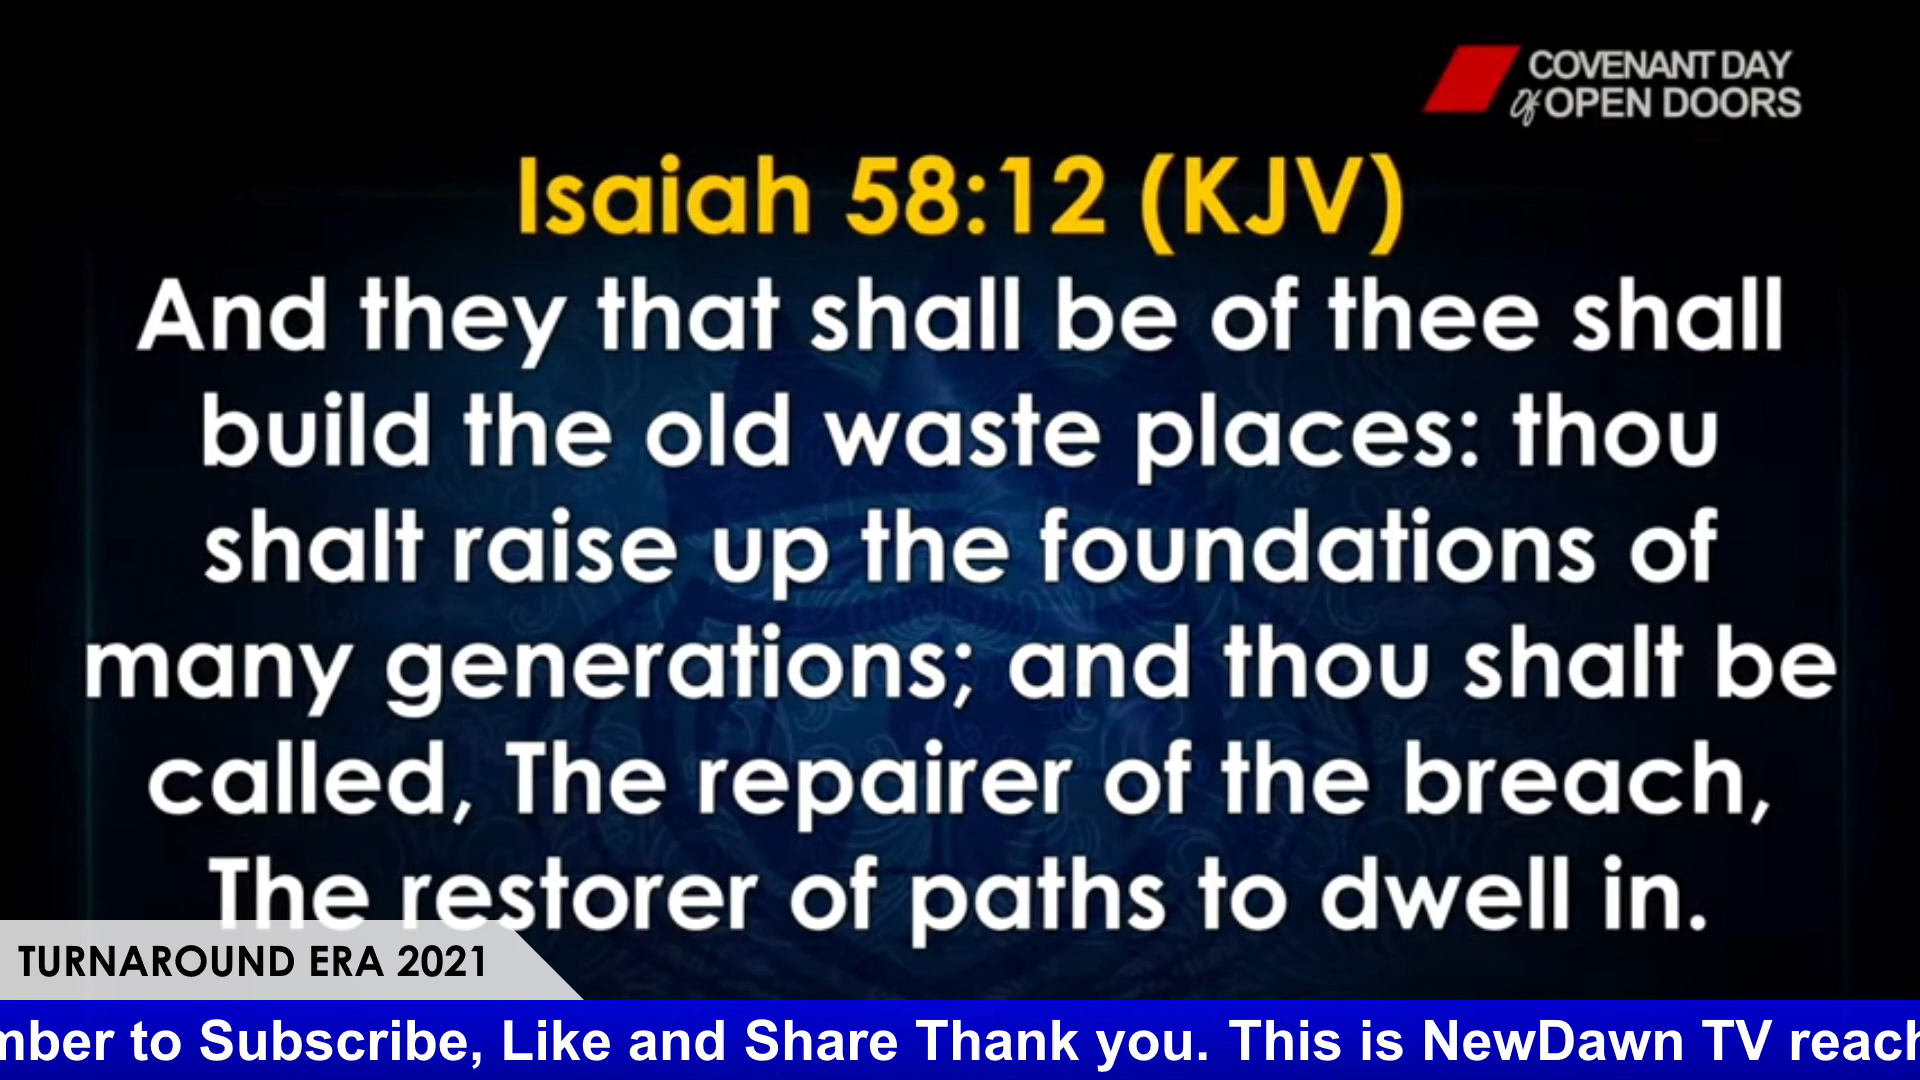 COVENANT DAY
Of OPEN DOORS
Isaiah 58:12 (KJV)
And they that shall be of thee shall
build the old waste places: thou
shalt raise up the foundations of
many generations; and thou shalt be
called, The repairer of the breach,
The restorer of paths to dwell in.
TURNAROUND ERA 2021
mber to Subscribe, Like and Share Thank you. This is NewDawn TV reach